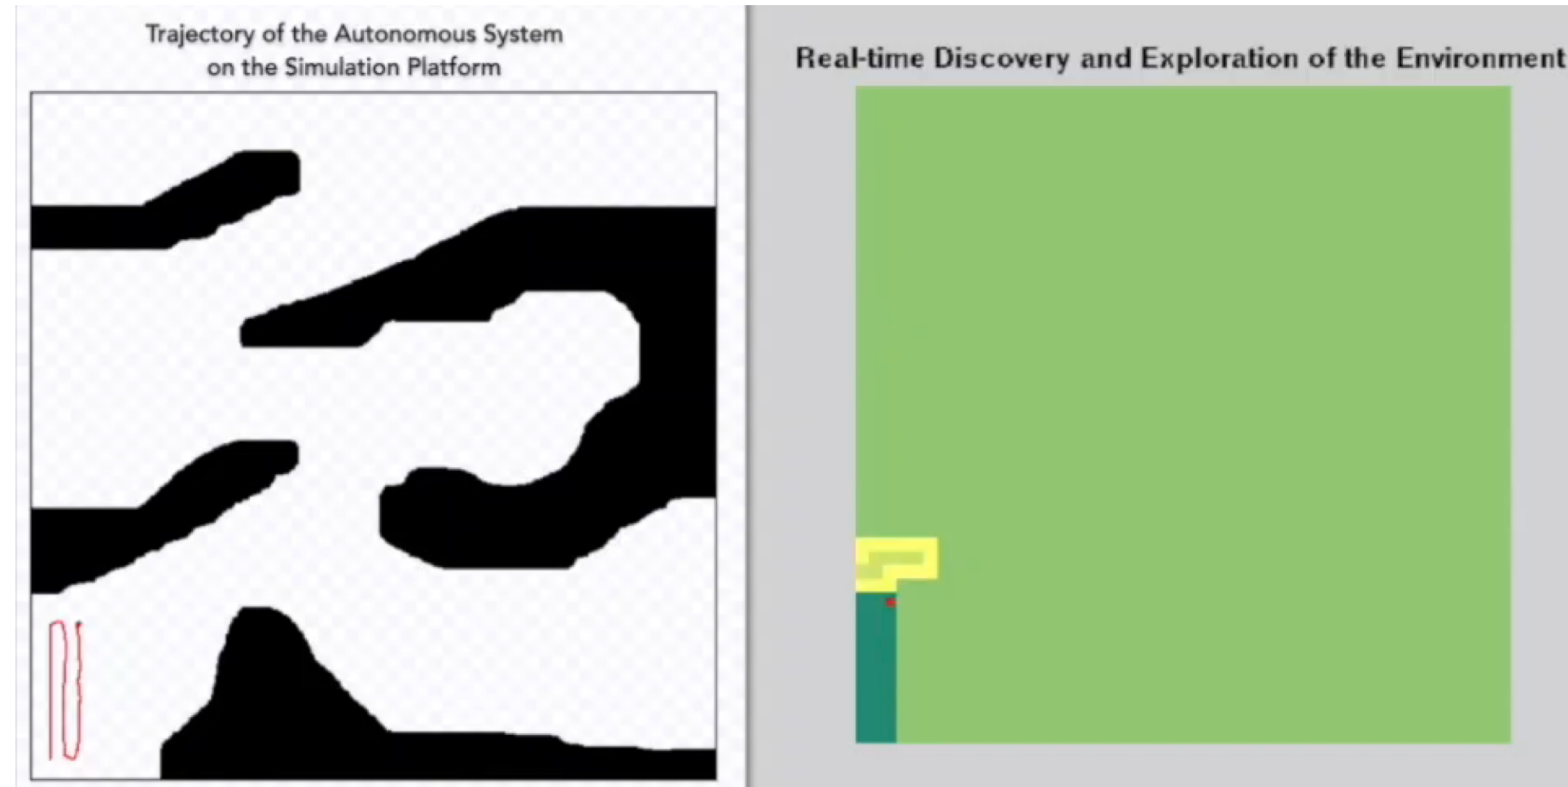 Trajectory of the Autonomous System
on the Simulation Platform
Real-time Discovery and Exploration of the Environment